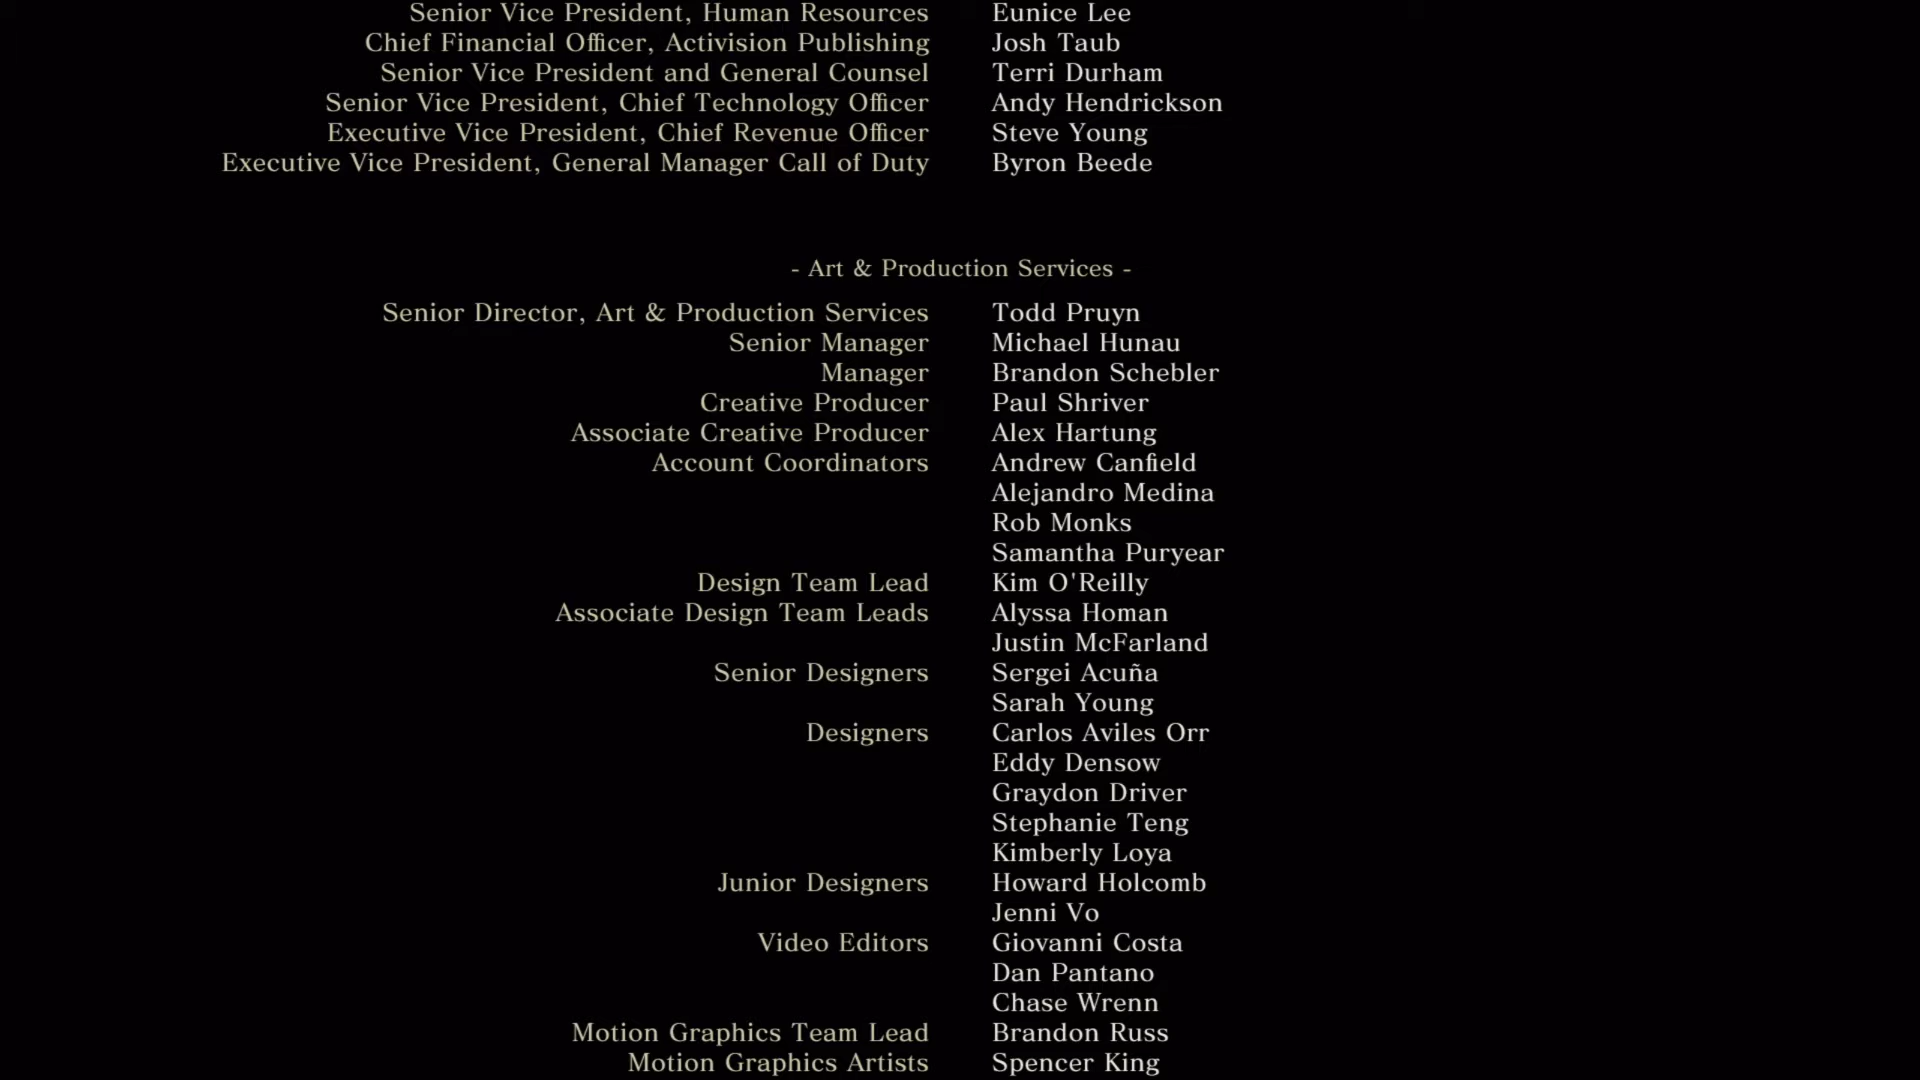 Senior Vice President, Human Resources Eunice Lee
Chief Financial Officer, Activision Publishing Josh Taub
Senior Vice President and General Counsel Terri Durham
Senior Vice President, Chief Technology Officer Andy Hendrickson
Executive Vice President, Chief Revenue Officer Steve Young
Executive Vice President, General Manager Call of Duty Byron Beede
- Art & Production Services -
Senior Director, Art & Production Services Todd Pruyn
Senior Manager Michael Hunau
Manager Brandon Schebler
Creative Producer Paul Shriver
Associate Creative Producer Alex Hartung
Account Coordinators Andrew Canfield
Alejandro Medina
Rob Monks
Samantha Puryear
Design Team Lead Kim O'Reilly
Associate Design Team Leads Alyssa Homan
Justin McFarland
Senior Designers Sergei Acuña
Sarah Young
Designers Carlos Aviles Orr
Eddy Densow
Graydon Driver
Stephanie Teng
Kimberly Loya
Junior Designers Howard Holcomb
Jenni Vo
Video Editors Giovanni Costa
Dan Pantano
Chase Wrenn
Motion Graphics Team Lead Brandon Russ
Motion Graphics Artists Spencer King